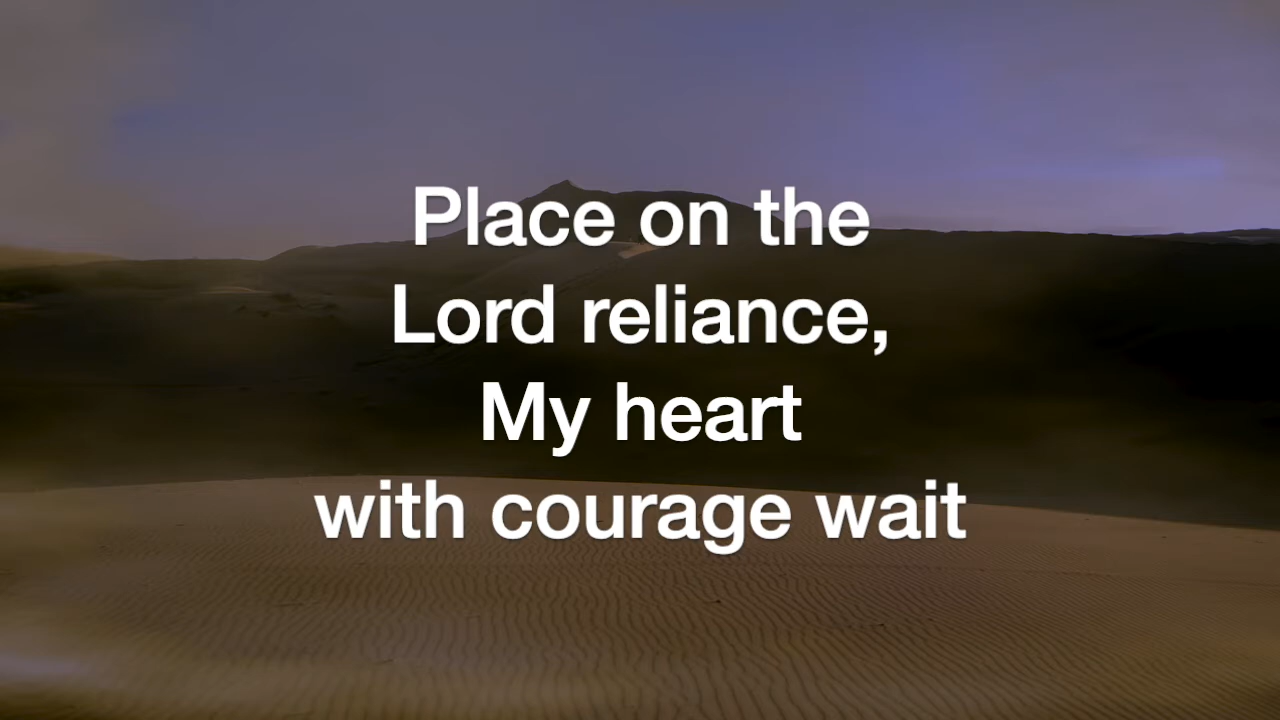 Place on the
Lord reliance,
My heart
with courage wait